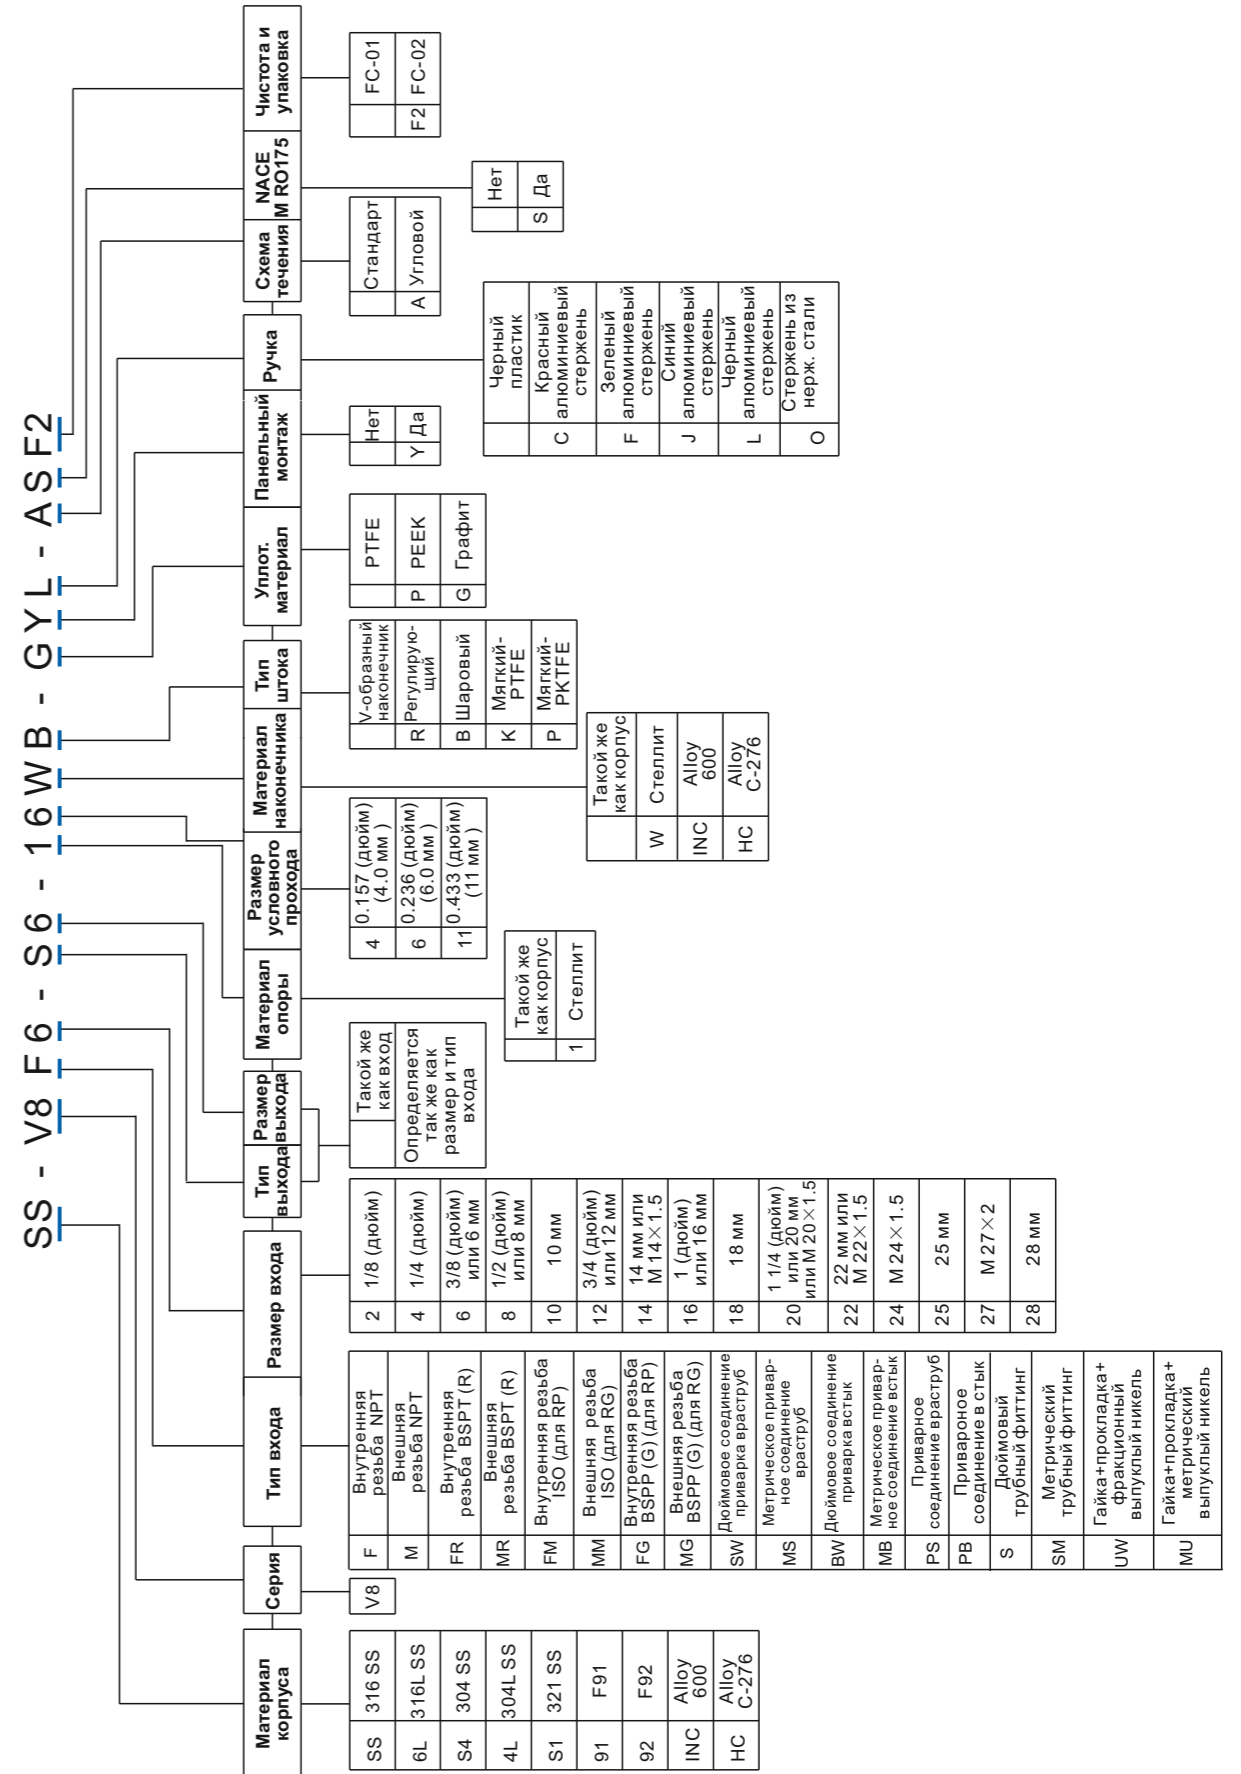 SS - V8 F6 - S6 - 16WB - GYL - ASF2
Материал
корпуса
Серия
Тип входа
Размер входа
Тип
выхода
Размер
выхода
Материал
опоры
Размер
условного
прохода
Материал
наконечника
Тип
штока
Уплот.
материал
Панельный
монтаж
Ручка
Схема
течения
NACE
M RO175
Чистота и
упаковка
SS 316 SS
6L 316L SS
S4 304 SS
4L 304L SS
S1 321 SS
91 F91
92 F92
INC Alloy
600
HC Alloy
C-276
V8
F Внутренняя
резьба NPT
M Внешняя
резьба NPT
FR Внутренняя
резьба BSPT (R)
MR Внешняя
резьба BSPT (R)
FM Внутренняя резьба
ISO (для RP)
MM Внешняя резьба
ISO (для RG)
FG Внутренняя резьба
BSPP (G) (для RP)
MG Внешняя резьба
BSPP (G) (для RG)
SW Дюймовое соединение
приварка враструб
MS Метрическое привар-
ное соединение
враструб
BW Дюймовое соединение
приварка встык
MB Метрическое привар-
ное соединение встык
PS Приварное
соединение враструб
PB Привароное
соединение в стык
S Дюймовый
трубный фиттинг
SM Метрический
трубный фиттинг
UW Гайка+прокладка+
фракционный
выпуклый никель
MU Гайка+прокладка+
метрический
выпуклый никель
2 1/8 (дюйм)
4 1/4 (дюйм)
6 3/8 (дюйм)
или 6 мм
8 1/2 (дюйм)
или 8 мм
10 10 мм
12 3/4 (дюйм)
или 12 мм
14 14 мм или
M 14×1.5
16 1 (дюйм)
или 16 мм
18 18 мм
20 1 1/4 (дюйм)
или 20 мм
или M 20×1.5
22 22 мм или
M 22×1.5
24 M 24×1.5
25 25 мм
27 M 27×2
28 28 мм
Такой же
как вход
Определяется
так же как
размер и тип
входа
Такой же
как корпус
1 Стеллит
4 0.157 (дюйм)
(4.0 мм )
6 0.236 (дюйм)
(6.0 мм )
11 0.433 (дюйм)
(11 мм )
Такой же
как корпус
W Стеллит
INC Alloy
600
HC Alloy
C-276
V-образный
наконечник
R Регулирую-
щий
B Шаровый
K Мягкий-
PTFE
P Мягкий-
PKTFE
PTFE
P PEEK
G Графит
Нет
Y Да
Черный
пластик
C Красный
алюминиевый
стержень
F Зеленый
алюминиевый
стержень
J Синий
алюминиевый
стержень
L Черный
алюминиевый
стержень
O Стержень из
нерж. стали
Стандарт
A Угловой
Нет
S Да
FC-01
F2 FC-02